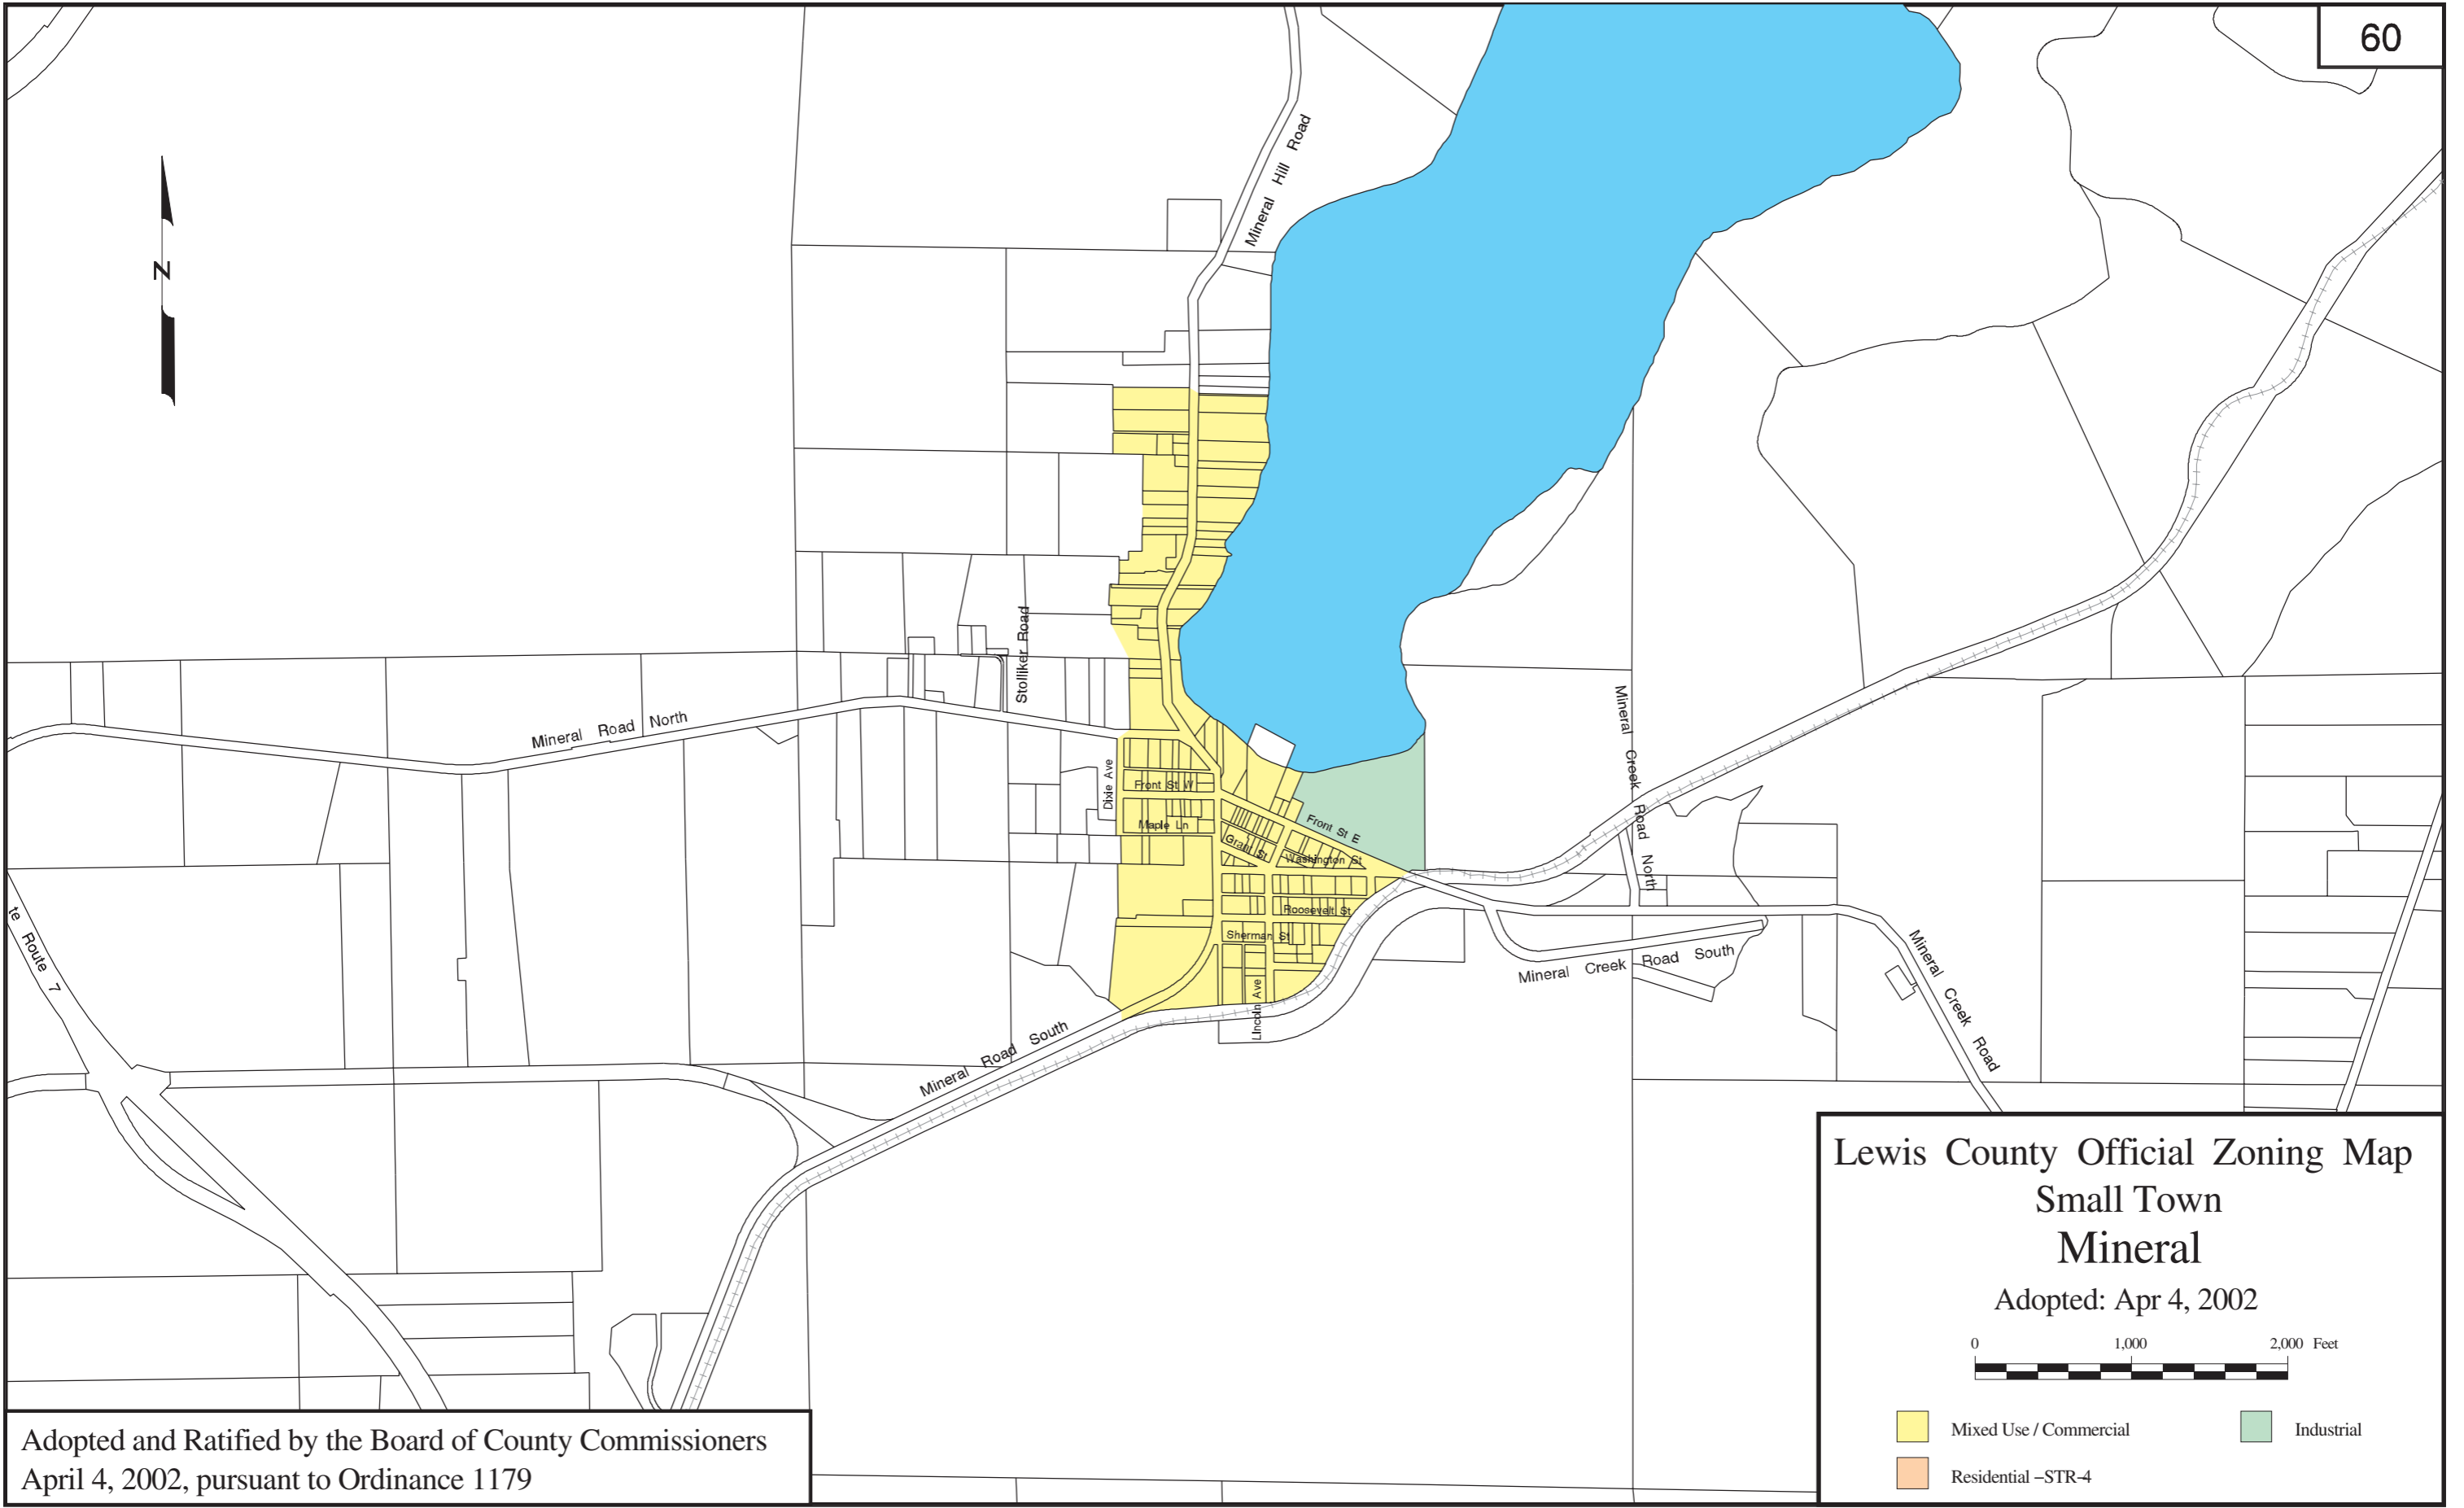 60
Mineral Hill Road
N
Stolliker Road
Mineral Road North
Mineral Creek Road North
Dixie Ave
Front St W
Maple Ln
Front St E
Grant St
Washington St
Roosevelt St
Sherman St
Lincoln Ave
te Route 7
Mineral Creek Road South
Mineral Creek Road
Mineral Road South
Lewis County Official Zoning Map
Small Town
Mineral
Adopted: Apr 4, 2002
0 1,000 2,000 Feet
Mixed Use / Commercial
Industrial
Residential –STR-4
Adopted and Ratified by the Board of County Commissioners
April 4, 2002, pursuant to Ordinance 1179